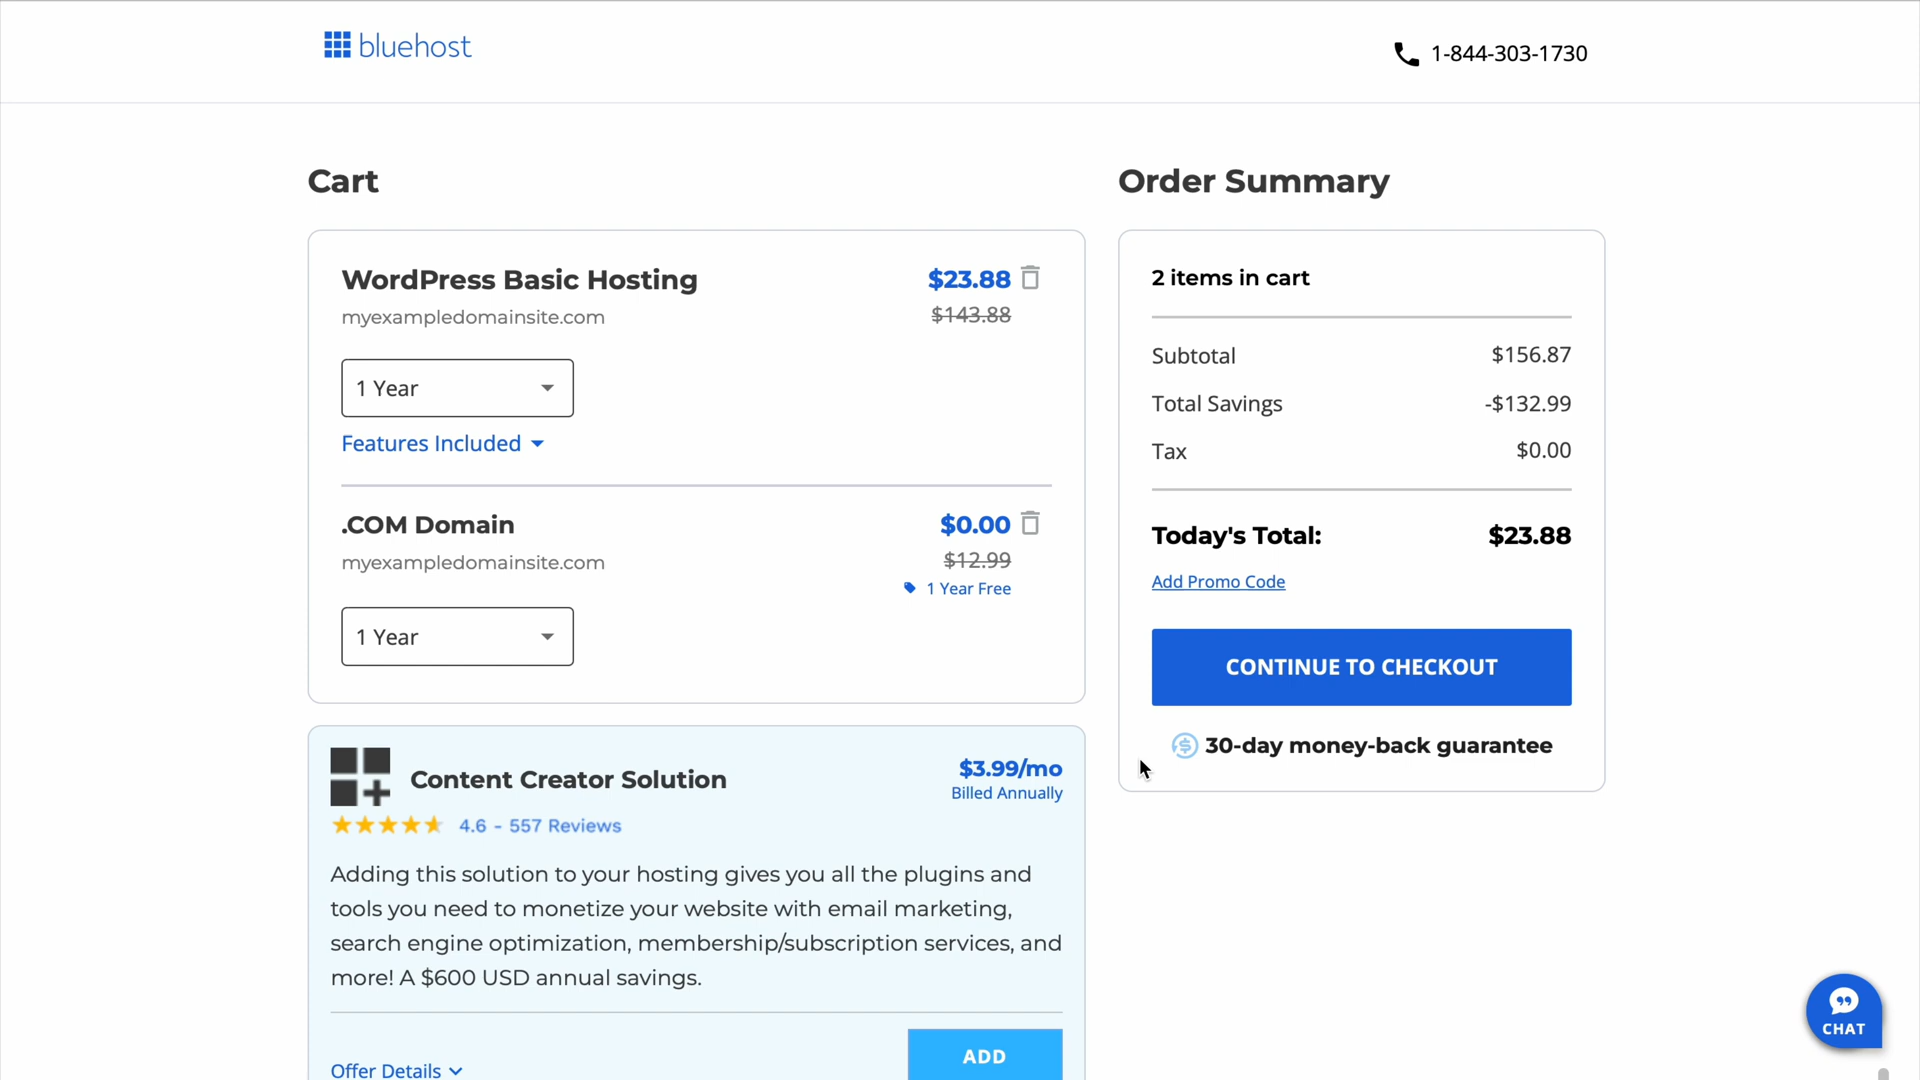 bluehost
1-844-303-1730
Cart
WordPress Basic Hosting
$23.88
myexampledomainsite.com
$143.88
1 Year
Features Included
.COM Domain
$0.00
myexampledomainsite.com
$12.99
1 Year Free
1 Year
Content Creator Solution
$3.99/mo
Billed Annually
4.6 - 557 Reviews
Adding this solution to your hosting gives you all the plugins and
tools you need to monetize your website with email marketing,
search engine optimization, membership/subscription services, and
more! A $600 USD annual savings.
Offer Details
ADD
Order Summary
2 items in cart
Subtotal $156.87
Total Savings -$132.99
Tax $0.00
Today's Total: $23.88
Add Promo Code
CONTINUE TO CHECKOUT
30-day money-back guarantee
CHAT